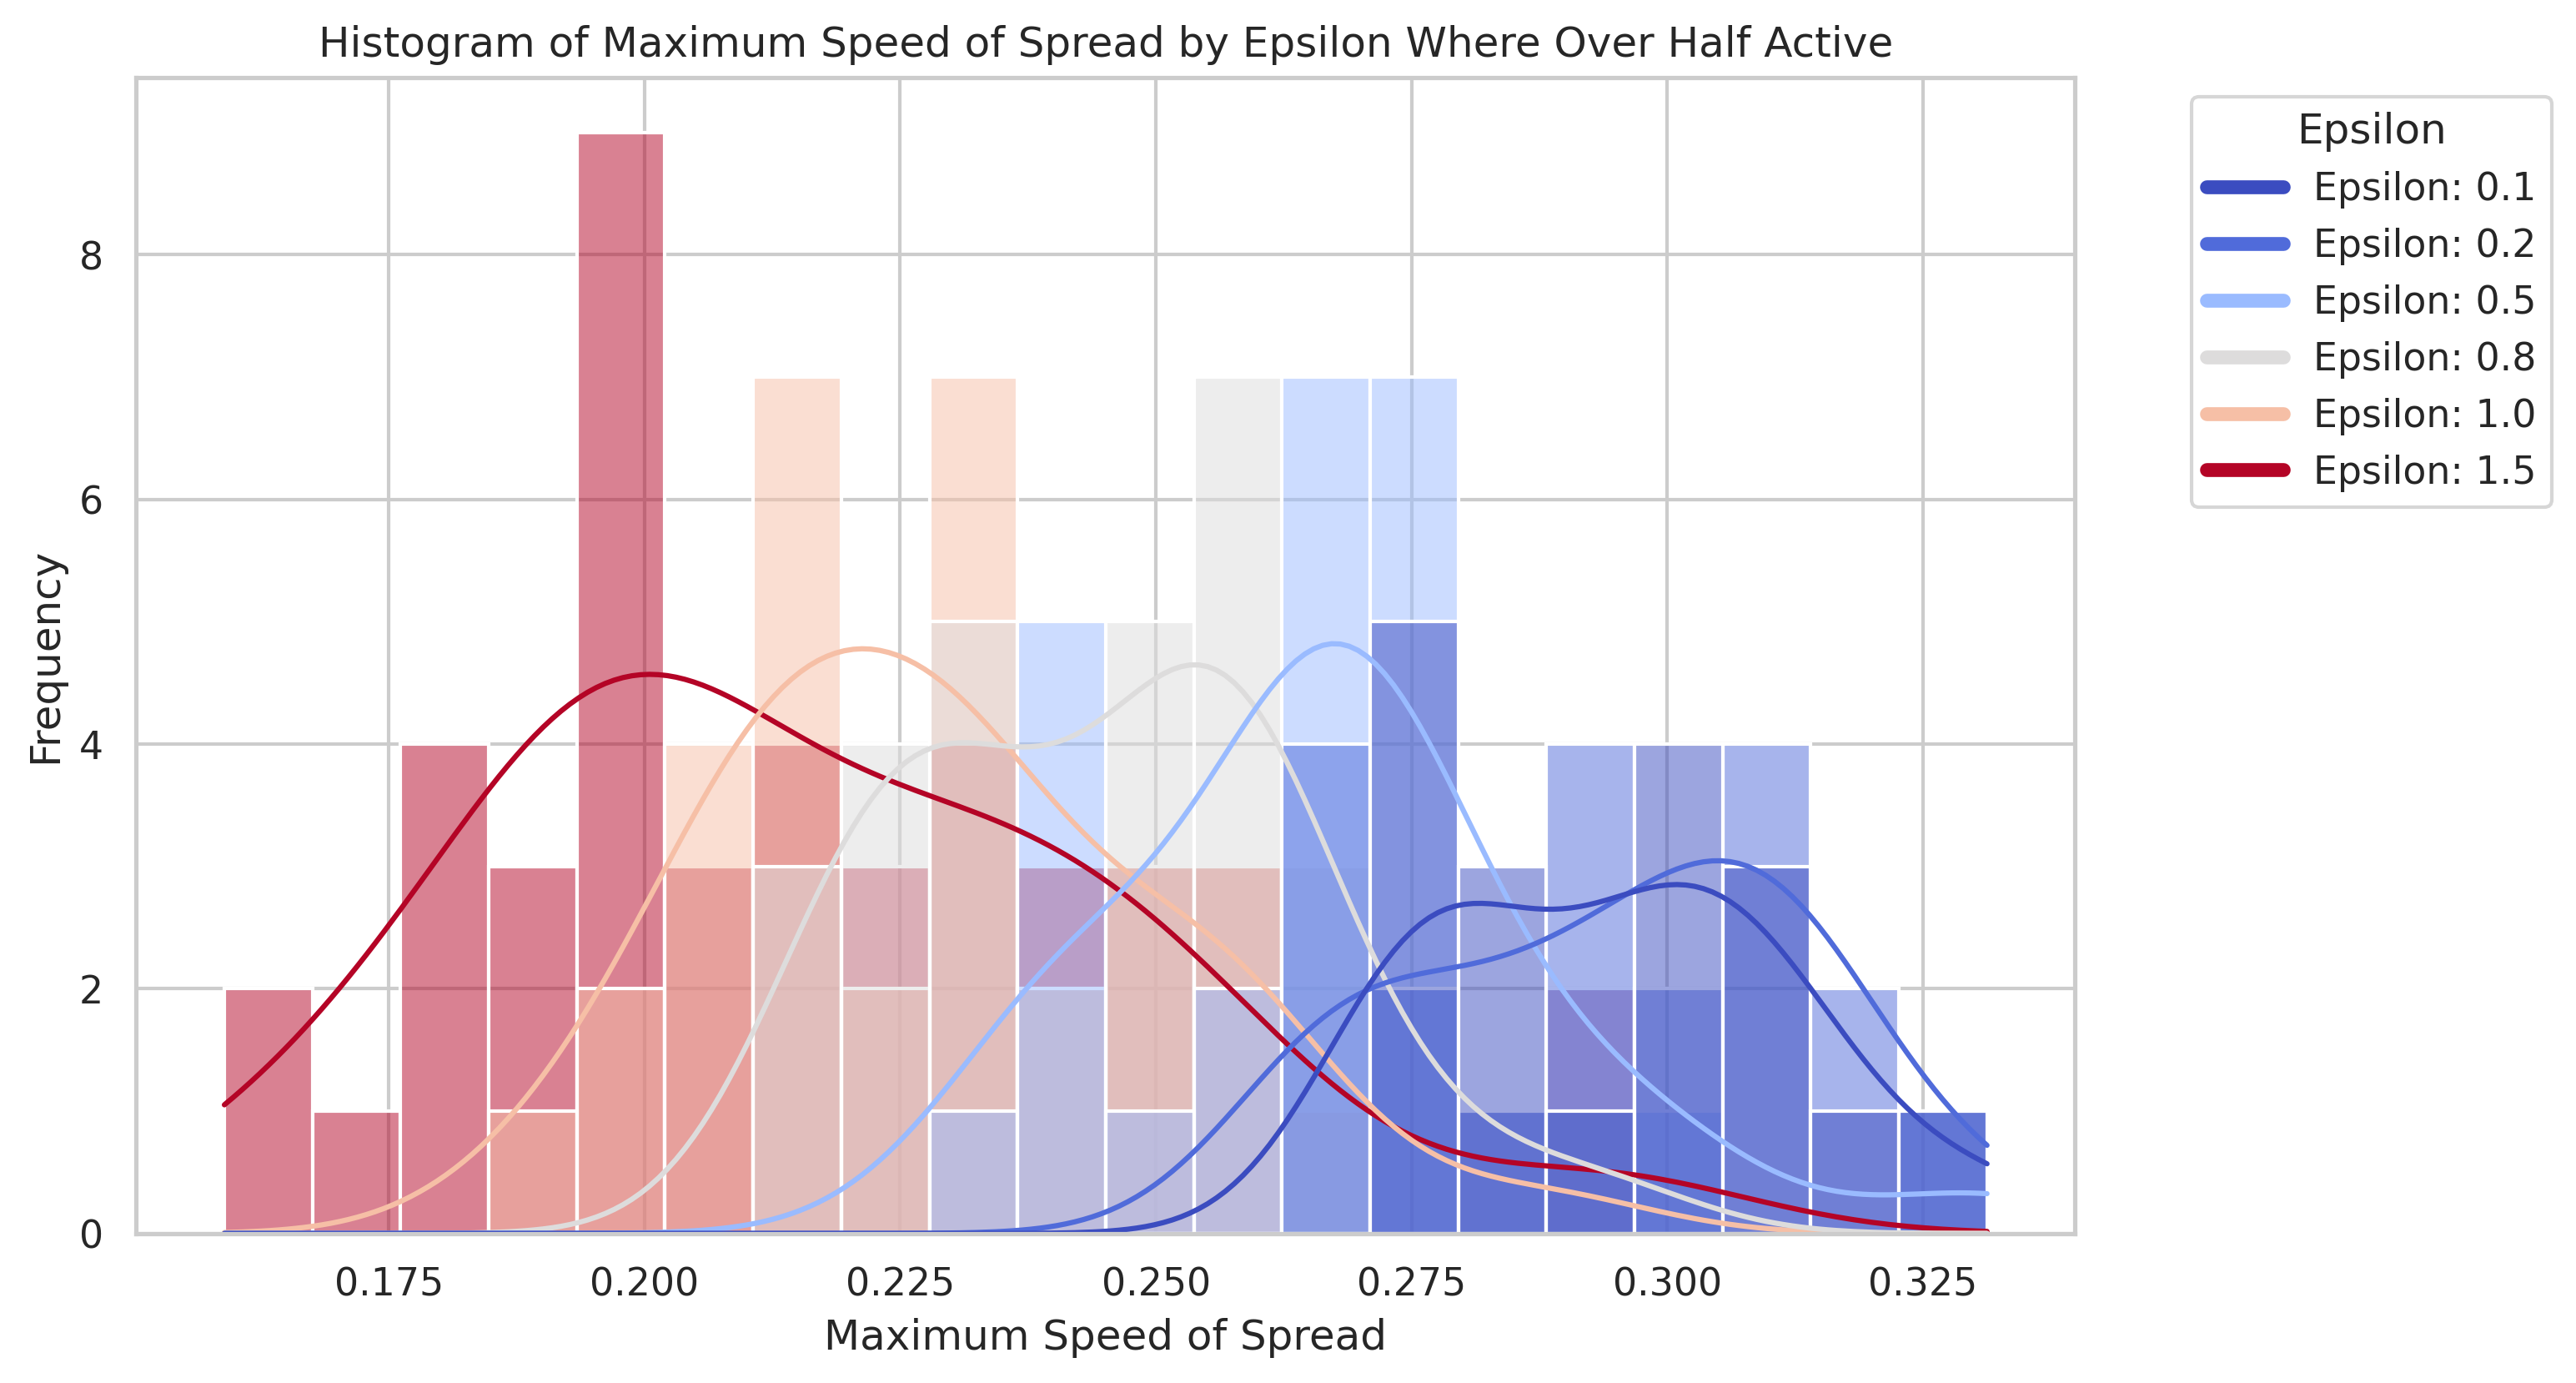 Histogram of Maximum Speed of Spread by Epsilon Where Over Half Active
Epsilon
Epsilon: 0.1
Epsilon: 0.2
Epsilon: 0.5
Epsilon: 0.8
Epsilon: 1.0
Epsilon: 1.5
Frequency
8
6
4
2
0
0.175 0.200 0.225 0.250 0.275 0.300 0.325
Maximum Speed of Spread